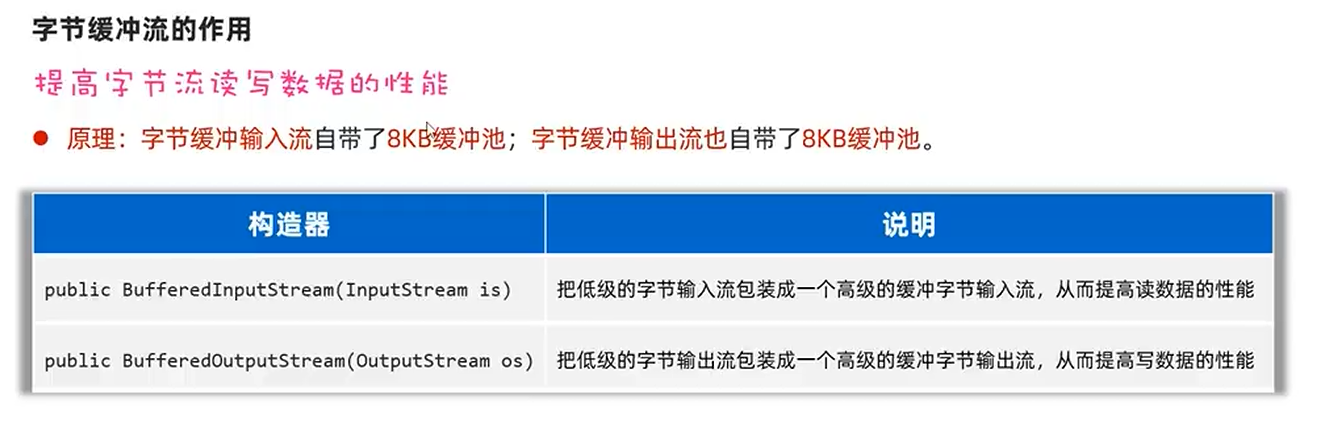 字节缓冲流的作用
提高字节流读写数据的性能
● 原理：字节缓冲输入流自带了8KB缓冲池；字节缓冲输出流也自带了8KB缓冲池。
构造器 说明
public BufferedInputStream(InputStream is) 把低级的字节输入流包装成一个高级的缓冲字节输入流，从而提高读数据的性能
public BufferedOutputStream(OutputStream os) 把低级的字节输出流包装成一个高级的缓冲字节输出流，从而提高写数据的性能